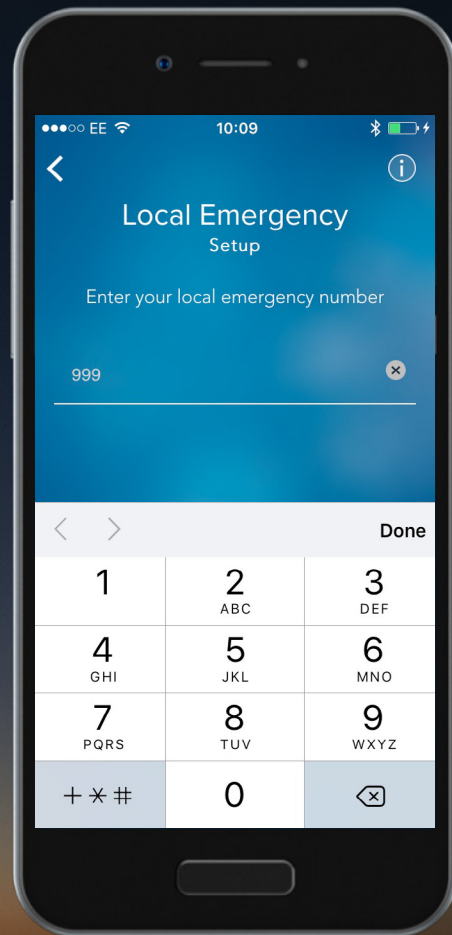 EE 10:09
Local Emergency
Setup
Enter your local emergency number
999
Done
1 2 3
ABC DEF
4 5 6
GHI JKL MNO
7 8 9
PQRS TUV WXYZ
+ * # 0